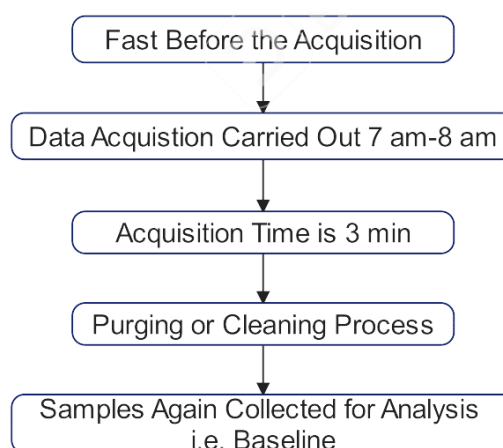 Fast Before the Acquisition
Data Acquistion Carried Out 7 am-8 am
Acquisition Time is 3 min
Purging or Cleaning Process
Samples Again Collected for Analysis
i.e. Baseline